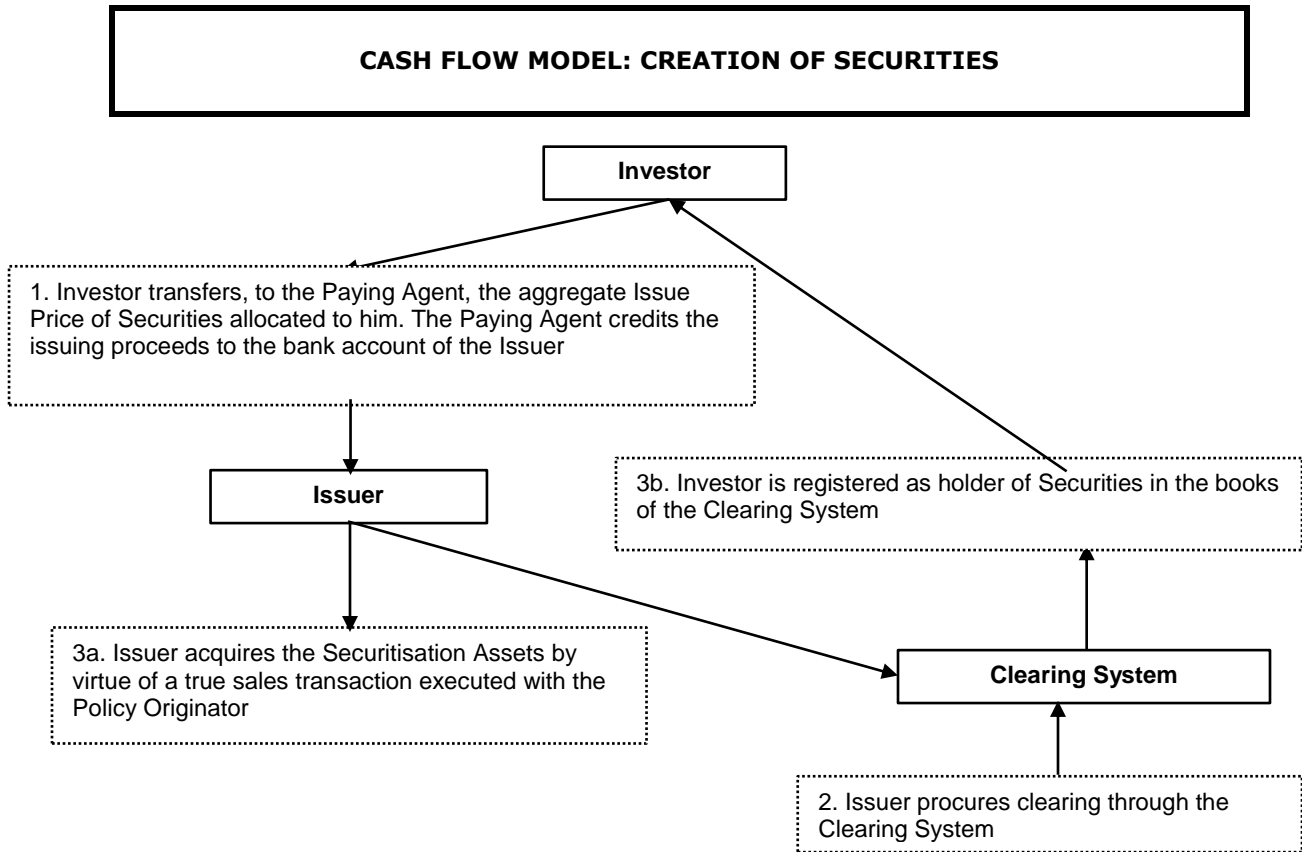 CASH FLOW MODEL: CREATION OF SECURITIES
Investor
1. Investor transfers, to the Paying Agent, the aggregate Issue
Price of Securities allocated to him. The Paying Agent credits the
issuing proceeds to the bank account of the Issuer
Issuer
3b. Investor is registered as holder of Securities in the books
of the Clearing System
3a. Issuer acquires the Securitisation Assets by
virtue of a true sales transaction executed with the
Policy Originator
Clearing System
2. Issuer procures clearing through the
Clearing System